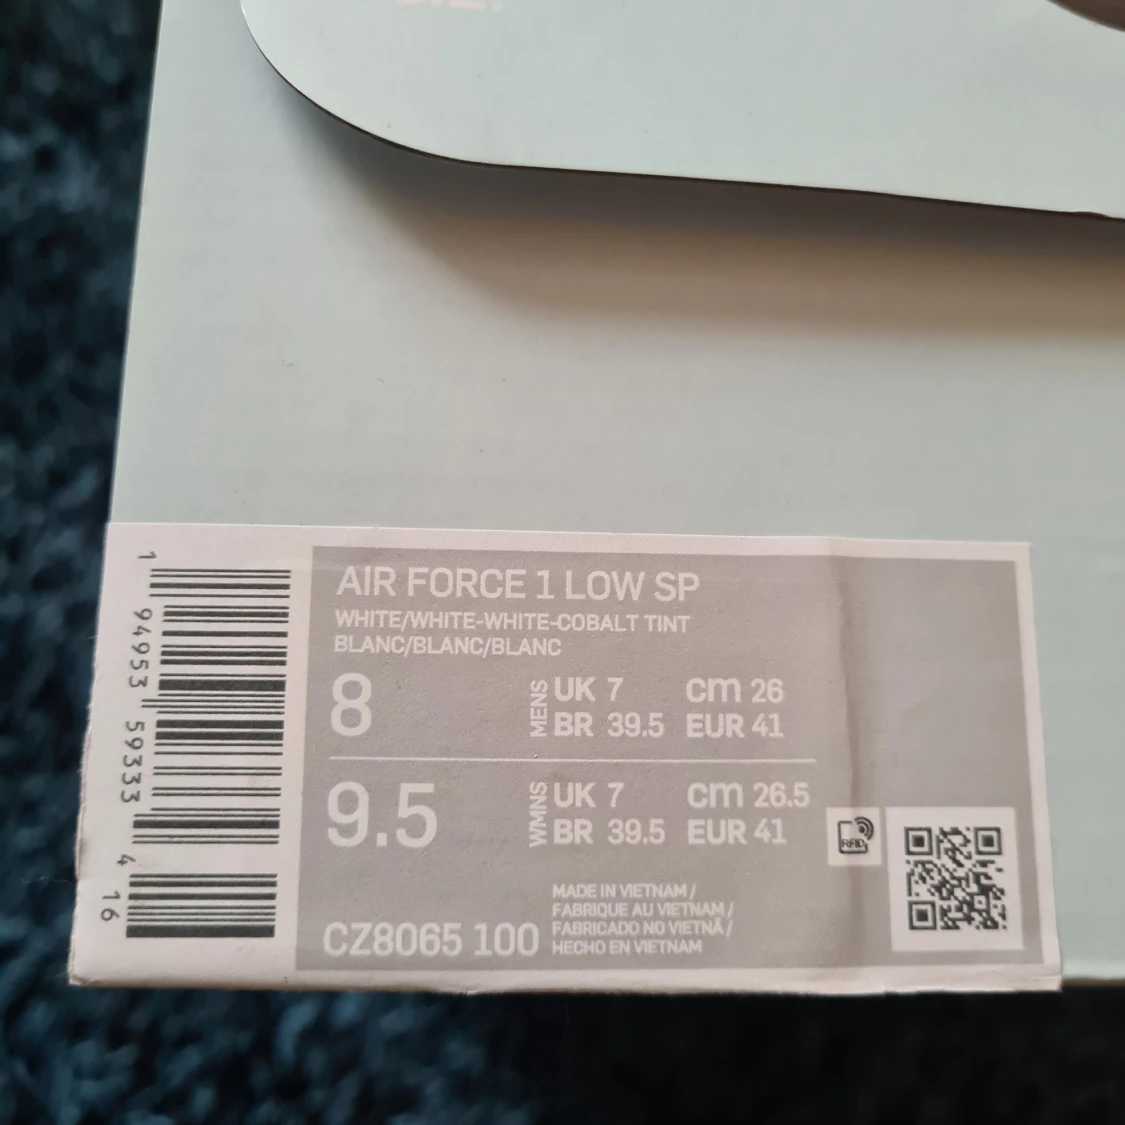 AIR FORCE 1 LOW SP
WHITE/WHITE-WHITE-COBALT TINT
BLANC/BLANC/BLANC
8 MENS UK 7 cm 26
BR 39.5 EUR 41
9.5 WMNS UK 7 cm 26.5
BR 39.5 EUR 41
RFID
CZ8065 100
MADE IN VIETNAM /
FABRIQUE AU VIETNAM /
FABRICADO NO VIETNÃ /
HECHO EN VIETNAM
1 94953 59333 4 16